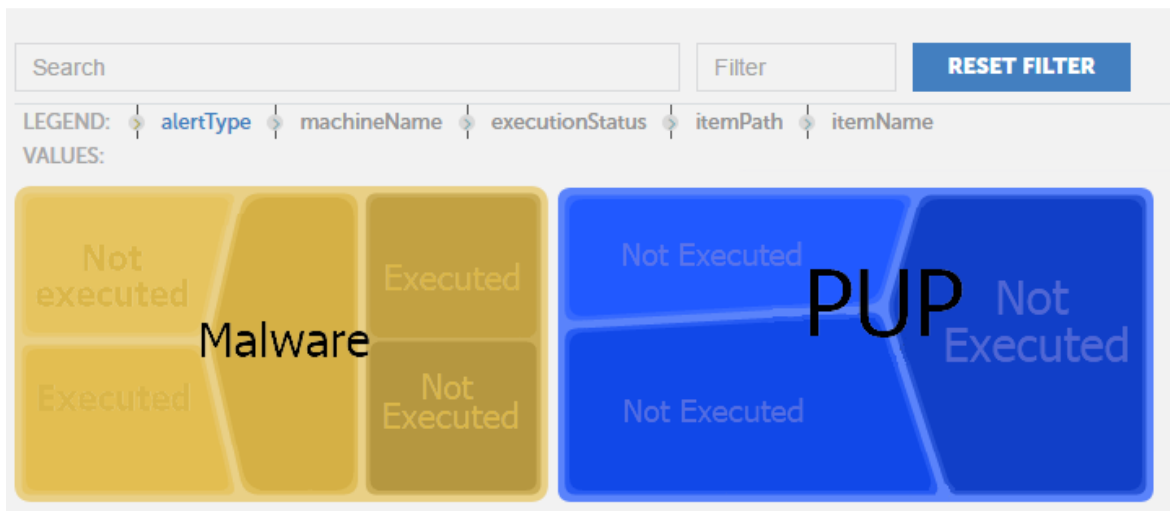 Search
Filter
RESET FILTER
LEGEND: alertType machineName executionStatus itemPath itemName
VALUES:
Not
executed
Executed
Malware
Executed
Not
Executed
Not Executed
PUP
Not
Executed
Not Executed